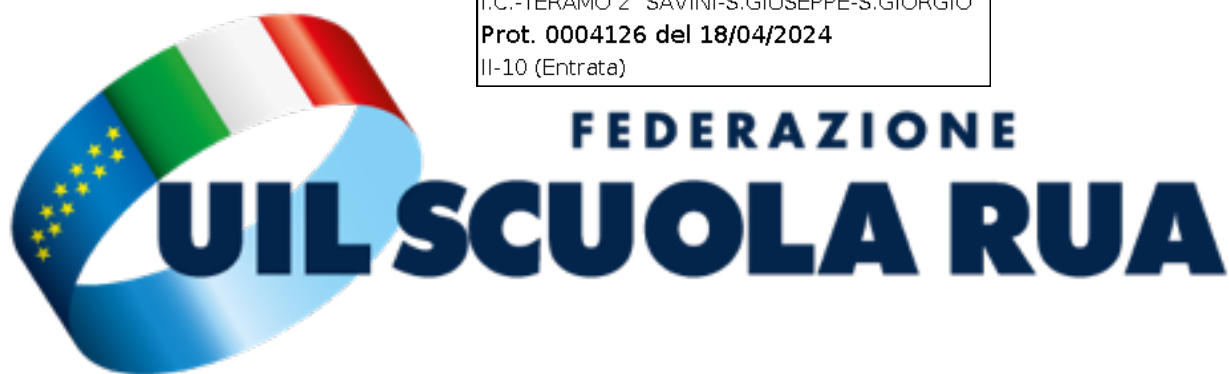 I.C.-TERAMO 2 "SAVINI-S.GIUSEPPE-S.GIORGIO"
Prot. 0004126 del 18/04/2024
II-10 (Entrata)
FEDERAZIONE
UIL SCUOLA RUA